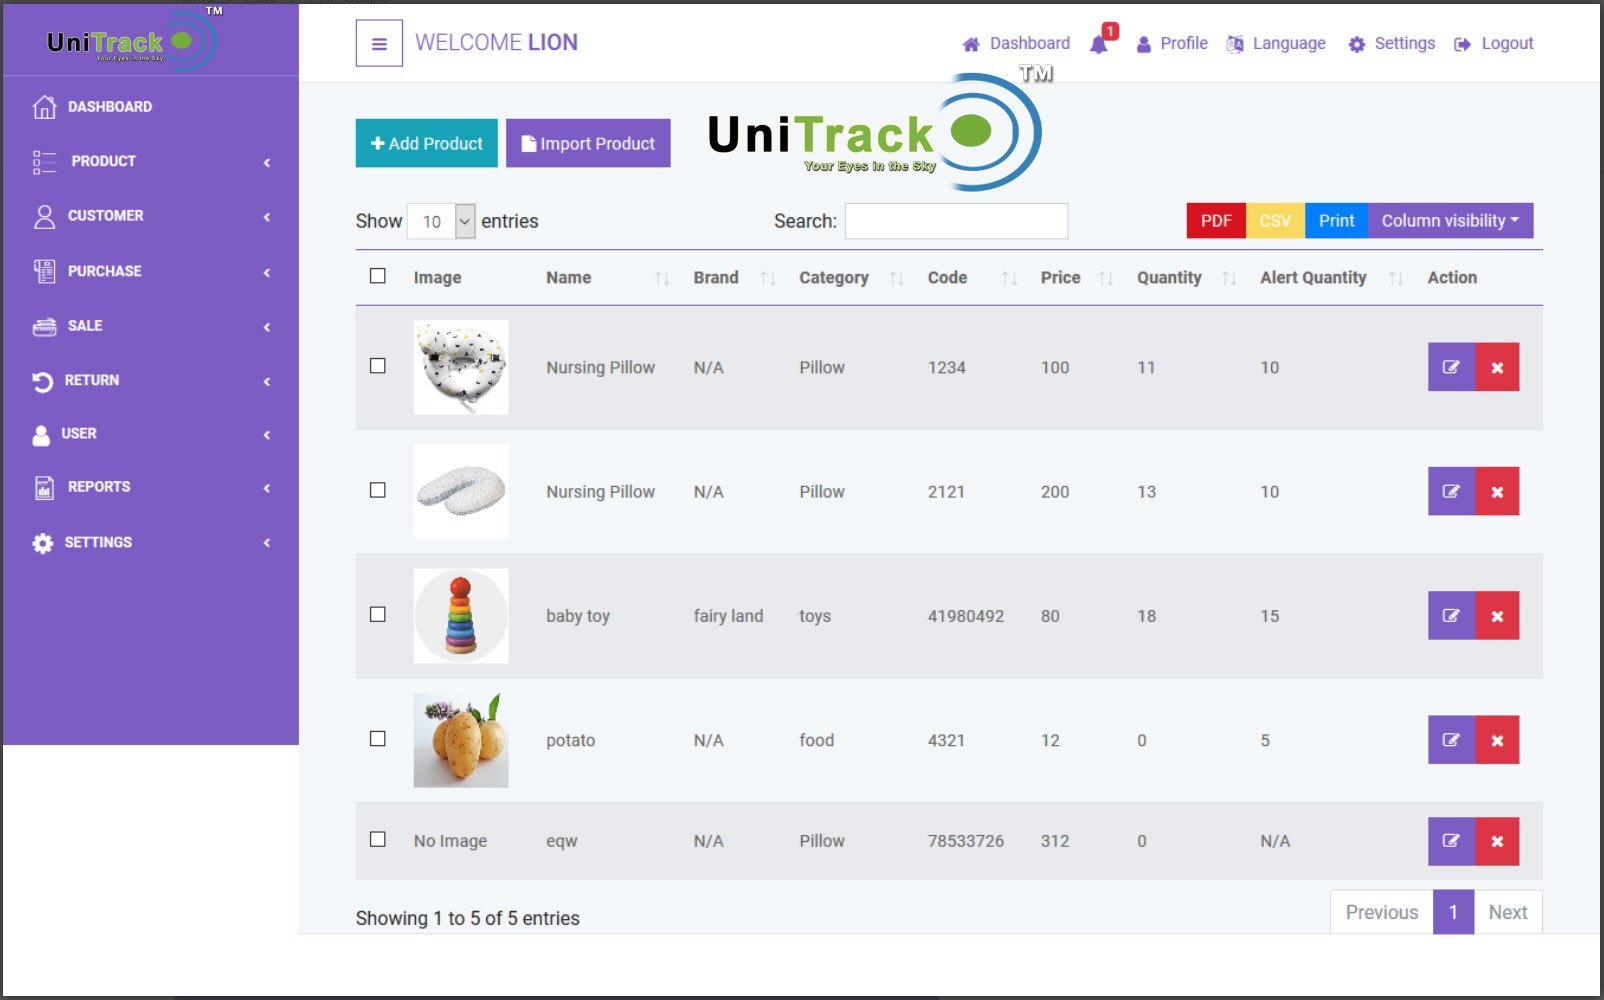 UniTrack TM
Your Eyes in the Sky
WELCOME LION
Dashboard 1 Profile Language Settings Logout
DASHBOARD
PRODUCT
CUSTOMER
PURCHASE
SALE
RETURN
USER
REPORTS
SETTINGS
Add Product Import Product
UniTrack TM
Your Eyes in the Sky
Show 10 entries Search: PDF CSV Print Column visibility
Image Name Brand Category Code Price Quantity Alert Quantity Action
Nursing Pillow N/A Pillow 1234 100 11 10
Nursing Pillow N/A Pillow 2121 200 13 10
baby toy fairy land toys 41980492 80 18 15
potato N/A food 4321 12 0 5
No Image eqw N/A Pillow 78533726 312 0 N/A
Showing 1 to 5 of 5 entries Previous 1 Next